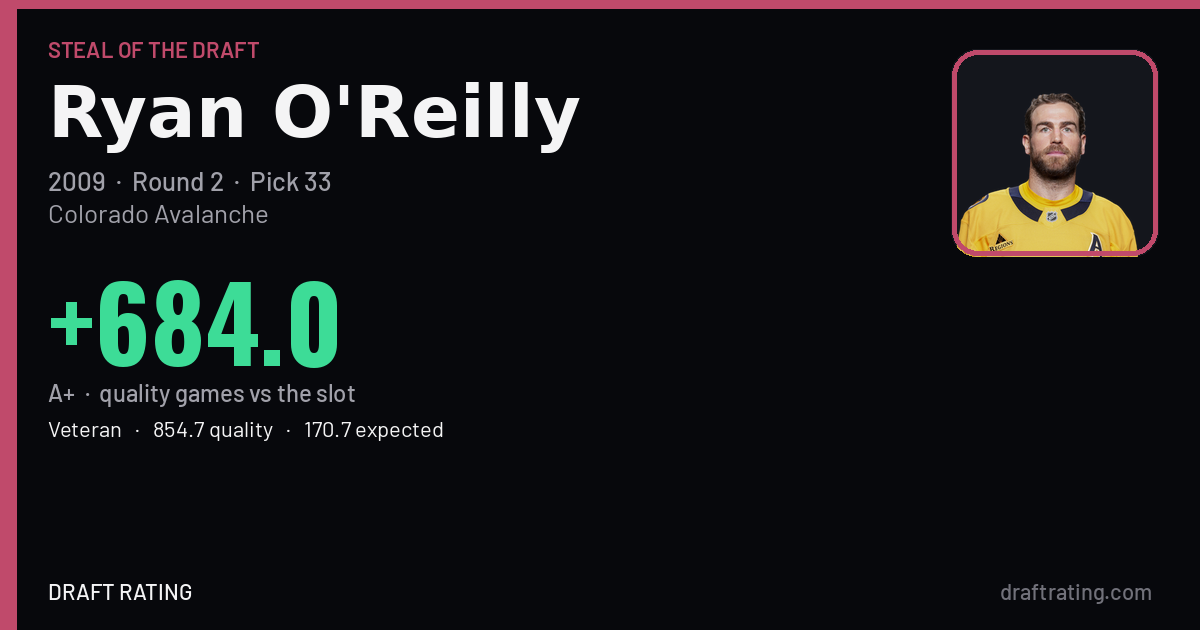 STEAL OF THE DRAFT
Ryan O'Reilly
2009 · Round 2 · Pick 33
Colorado Avalanche
+684.0
A+ · quality games vs the slot
Veteran · 854.7 quality · 170.7 expected
REGIONS
A
DRAFT RATING
draftrating.com